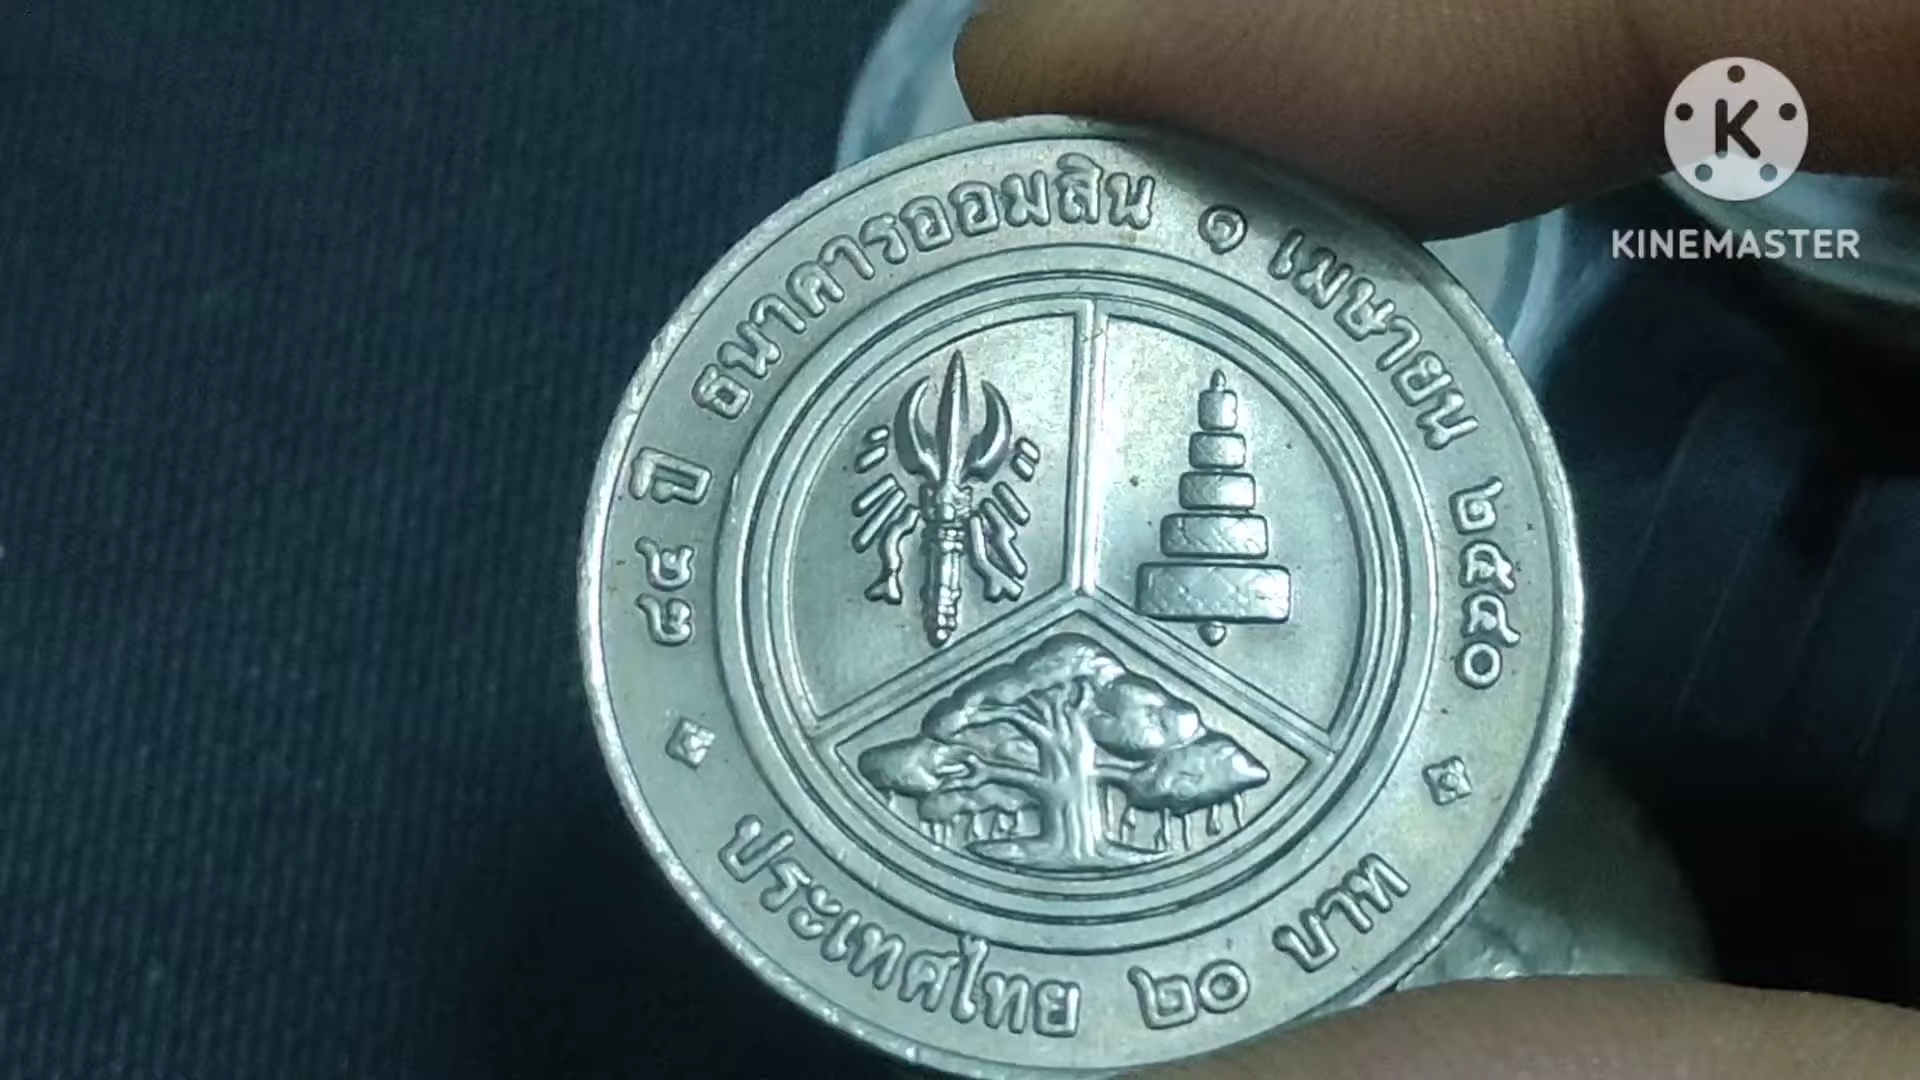 ๘๔ ปี ธนาคารออมสิน ๑ เมษายน ๒๕๔๐
ประเทศไทย ๒๐ บาท
K
KINEMASTER